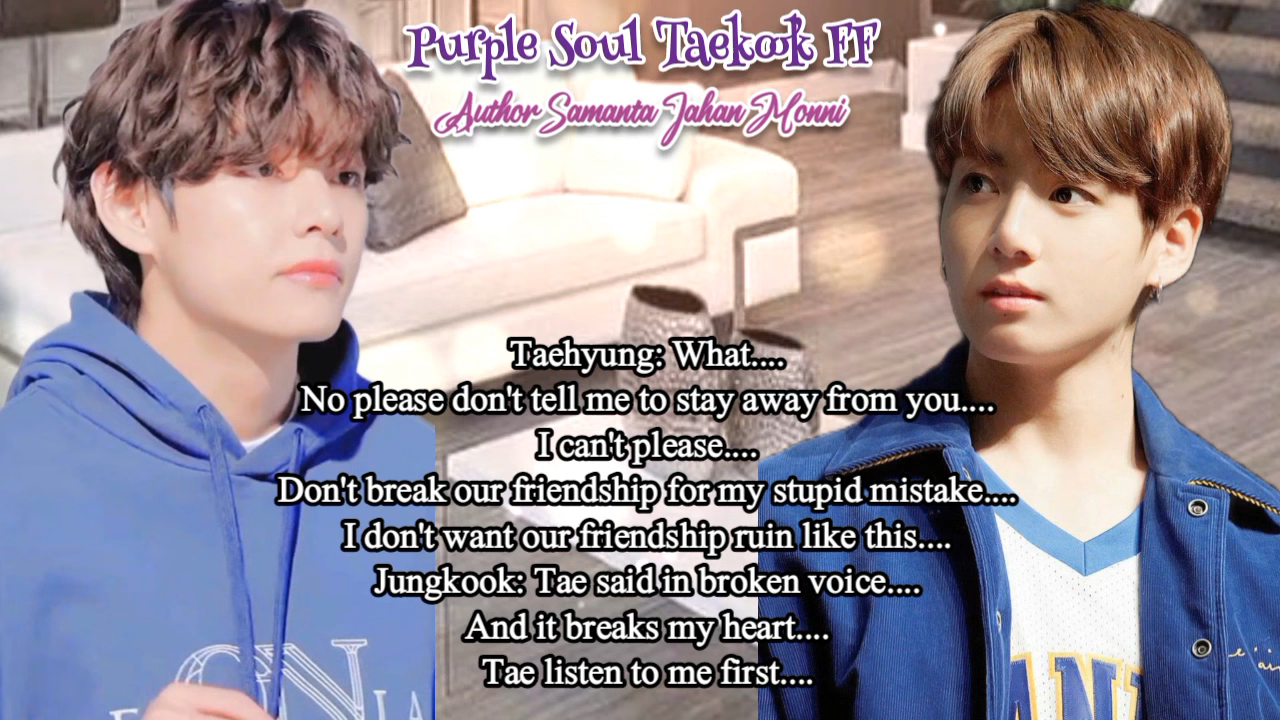 Purple Soul Taekook FF
Author Samanta Jahan Monni
Taehyung: What....
No please don't tell me to stay away from you....
I can't please....
Don't break our friendship for my stupid mistake....
I don't want our friendship ruin like this....
Jungkook: Tae said in broken voice....
And it breaks my heart....
Tae listen to me first....